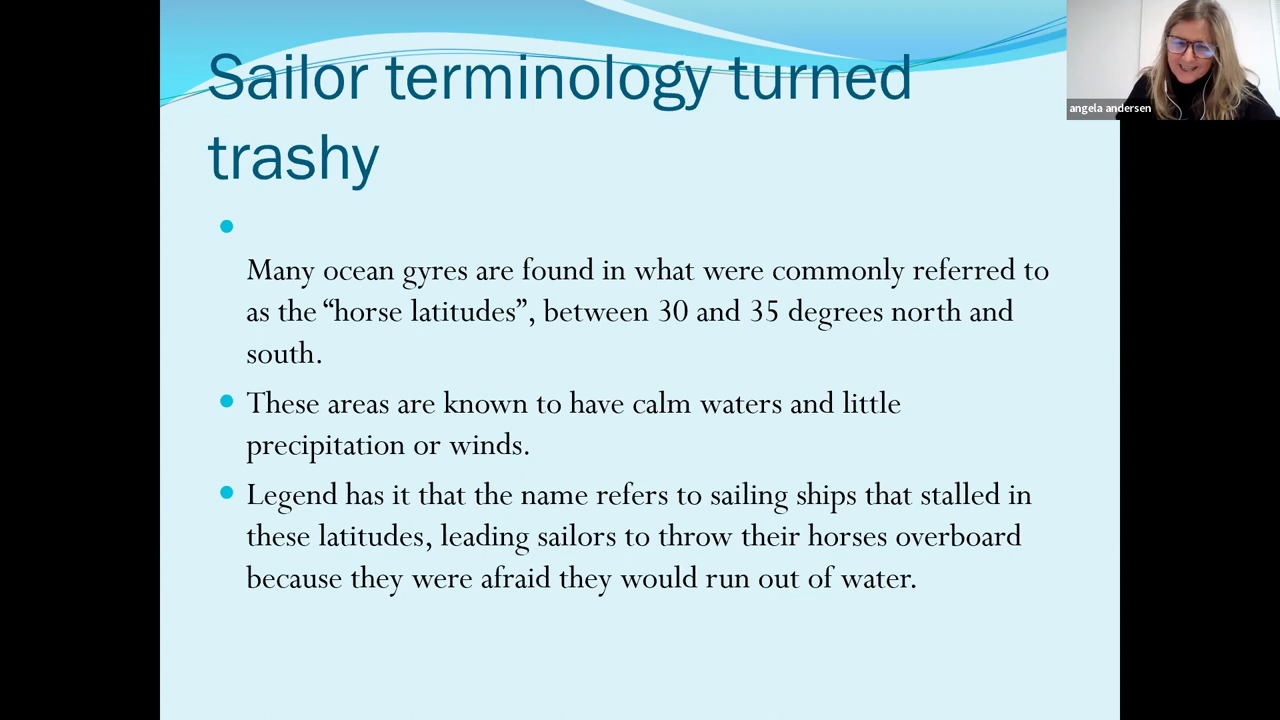 Sailor terminology turned
trashy
Many ocean gyres are found in what were commonly referred to
as the “horse latitudes”, between 30 and 35 degrees north and
south.
These areas are known to have calm waters and little
precipitation or winds.
Legend has it that the name refers to sailing ships that stalled in
these latitudes, leading sailors to throw their horses overboard
because they were afraid they would run out of water.
angela andersen